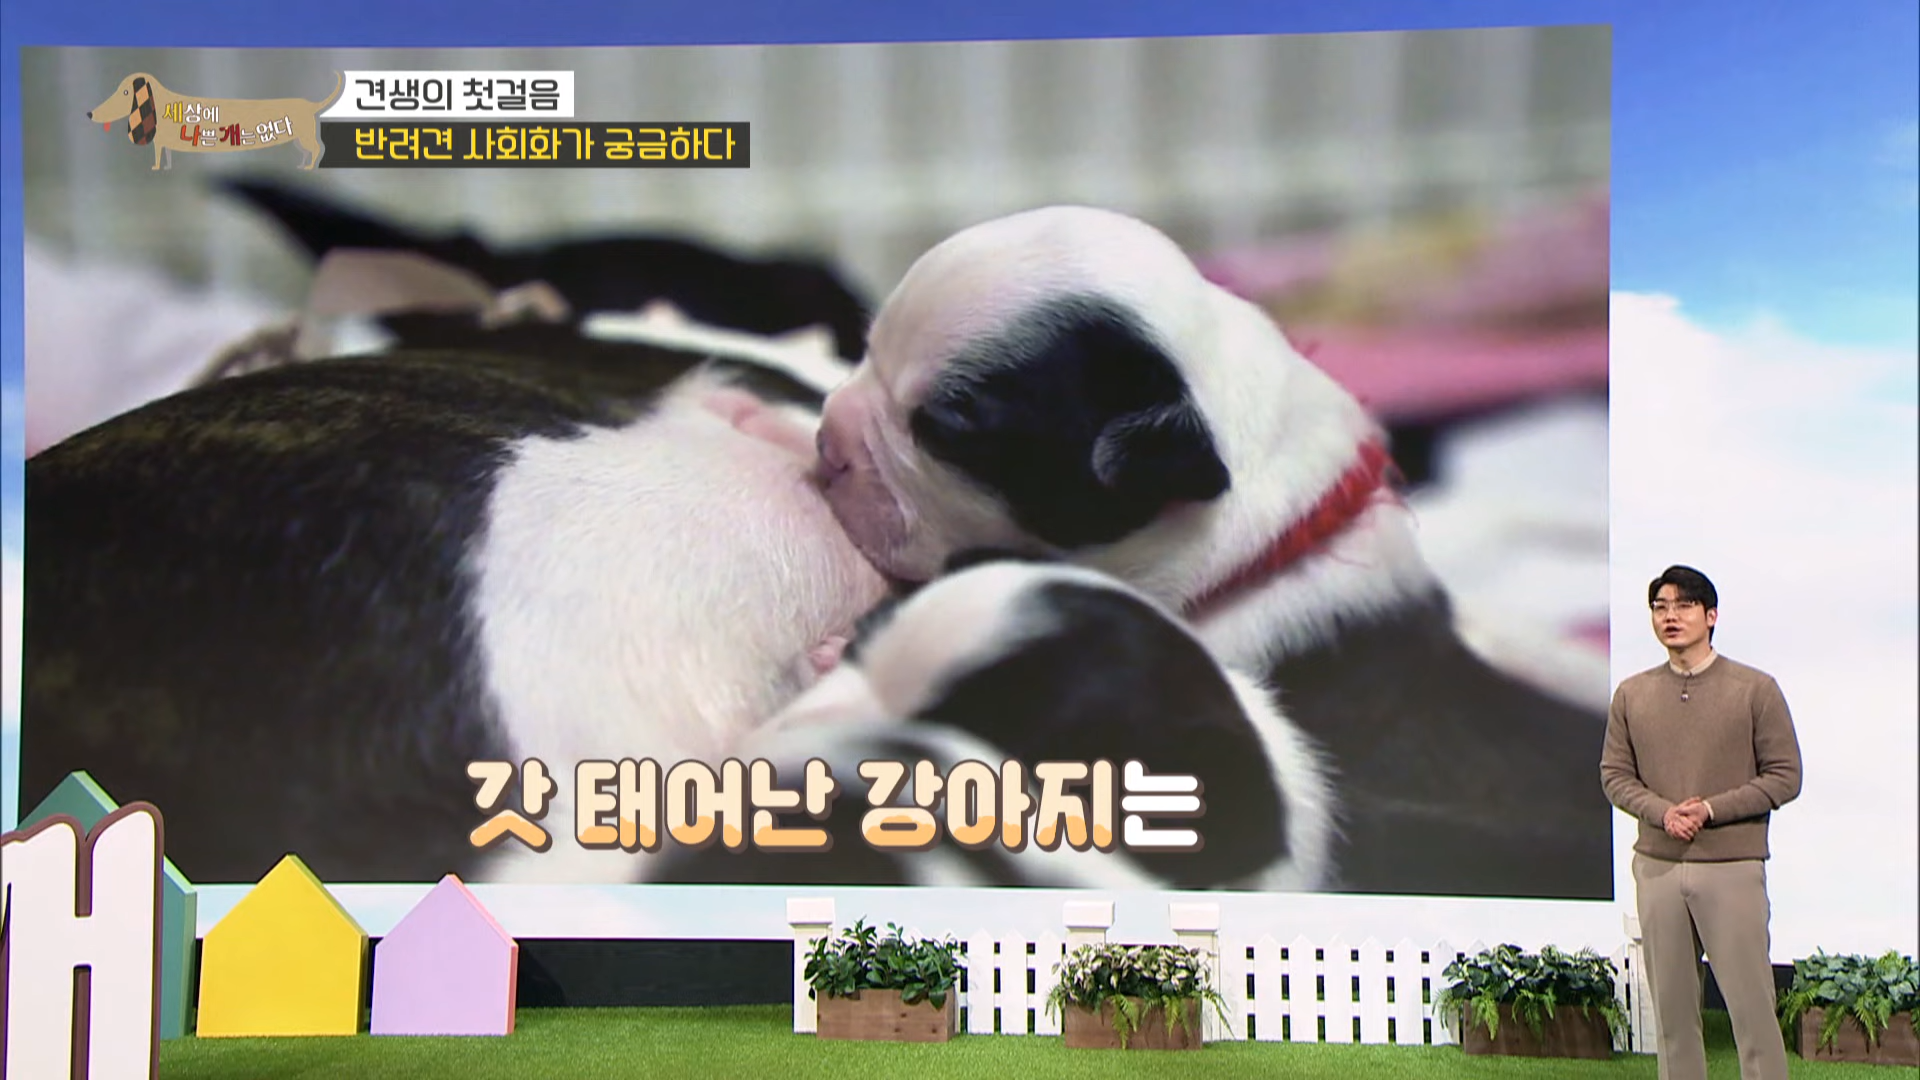 세상에
나쁜 개는 없다
견생의 첫걸음
반려견 사회화가 궁금하다
갓 태어난 강아지는
개